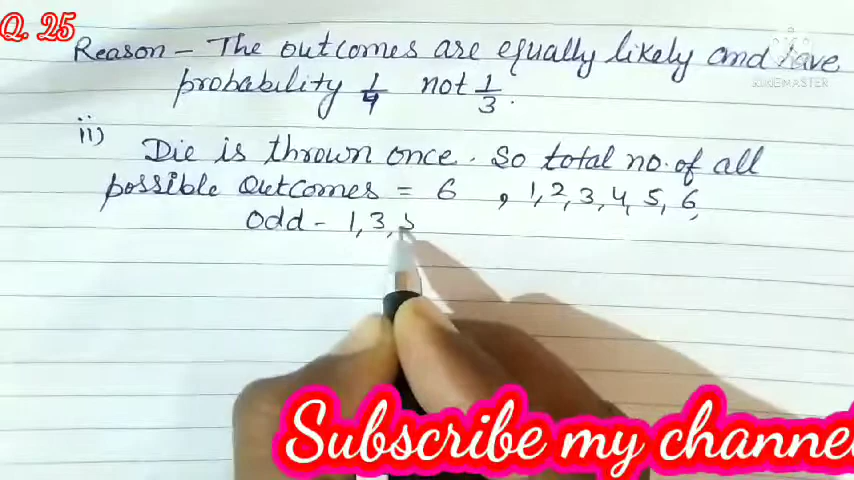 Q. 25
Reason - The outcomes are equally likely and have
KINEMASTER
probability 1/4 not 1/3.
ii) Die is thrown once. So total no. of all
possible outcomes = 6 , 1,2,3,4,5,6,
Odd - 1,3,5
Subscribe my channel